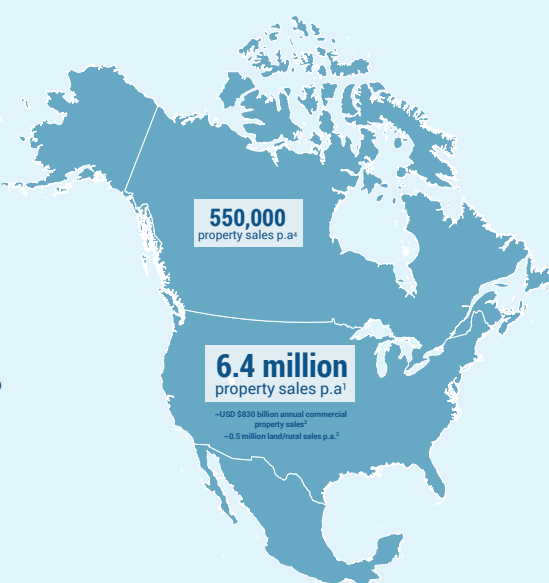 550,000
property sales p.a⁴
6.4 million
property sales p.a¹
~USD $830 billion annual commercial
property sales²
~0.5 million land/rural sales p.a.³